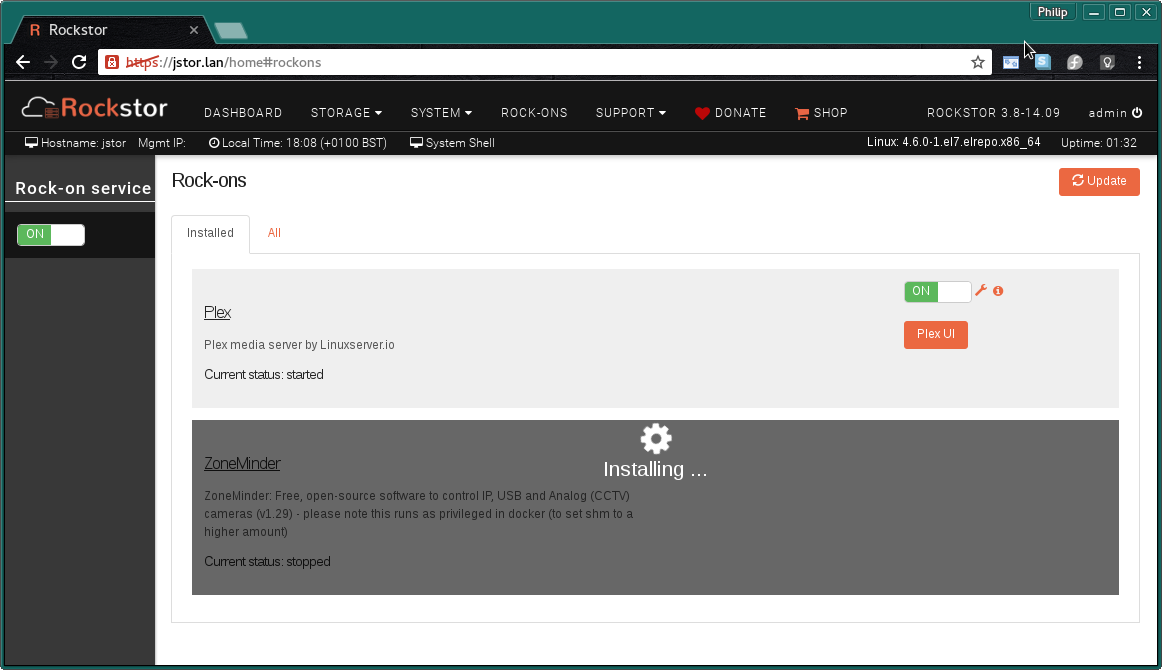 Philip
R Rockstor
https://jstor.lan/home#rockons
Rockstor DASHBOARD STORAGE SYSTEM ROCK-ONS SUPPORT DONATE SHOP ROCKSTOR 3.8-14.09 admin
Hostname: jstor Mgmt IP: Local Time: 18:08 (+0100 BST) System Shell Linux: 4.6.0-1.el7.elrepo.x86_64 Uptime: 01:32
Rock-on service
ON
Rock-ons
Update
Installed All
Plex
Plex media server by Linuxserver.io
Current status: started
ON
Plex UI
Installing ...
ZoneMinder
ZoneMinder: Free, open-source software to control IP, USB and Analog (CCTV)
cameras (v1.29) - please note this runs as privileged in docker (to set shm to a
higher amount)
Current status: stopped